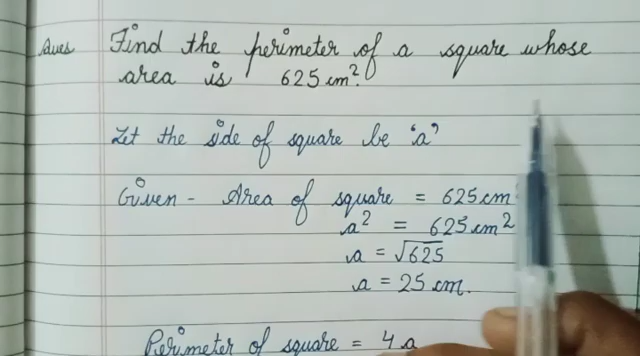 Ques Find the perimeter of a square whose
area is 625 cm².
Let the side of square be 'a'
Given - Area of square = 625 cm
a² = 625 cm²
a = √625
a = 25 cm.
Perimeter of square = 4a